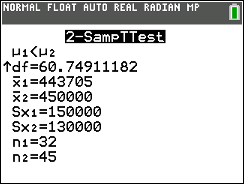 NORMAL FLOAT AUTO REAL RADIAN MP
2-SampTTest
μ₁<μ₂
↑df=60.74911182
x̄₁=443705
x̄₂=450000
Sx₁=150000
Sx₂=130000
n₁=32
n₂=45